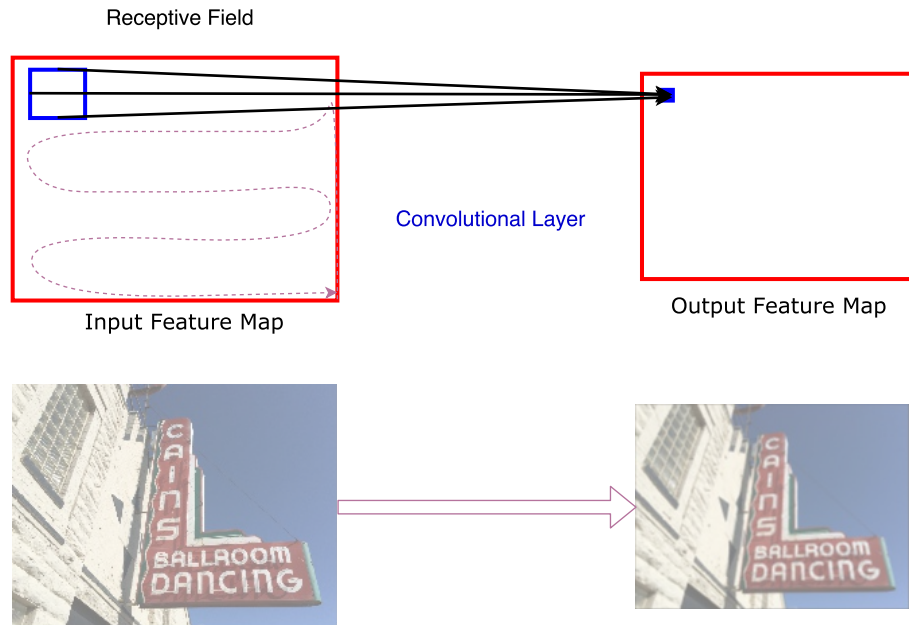 Receptive Field
Convolutional Layer
Input Feature Map
Output Feature Map
CAINS
BALLROOM
DANCING
CAINS
BALLROOM
DANCING